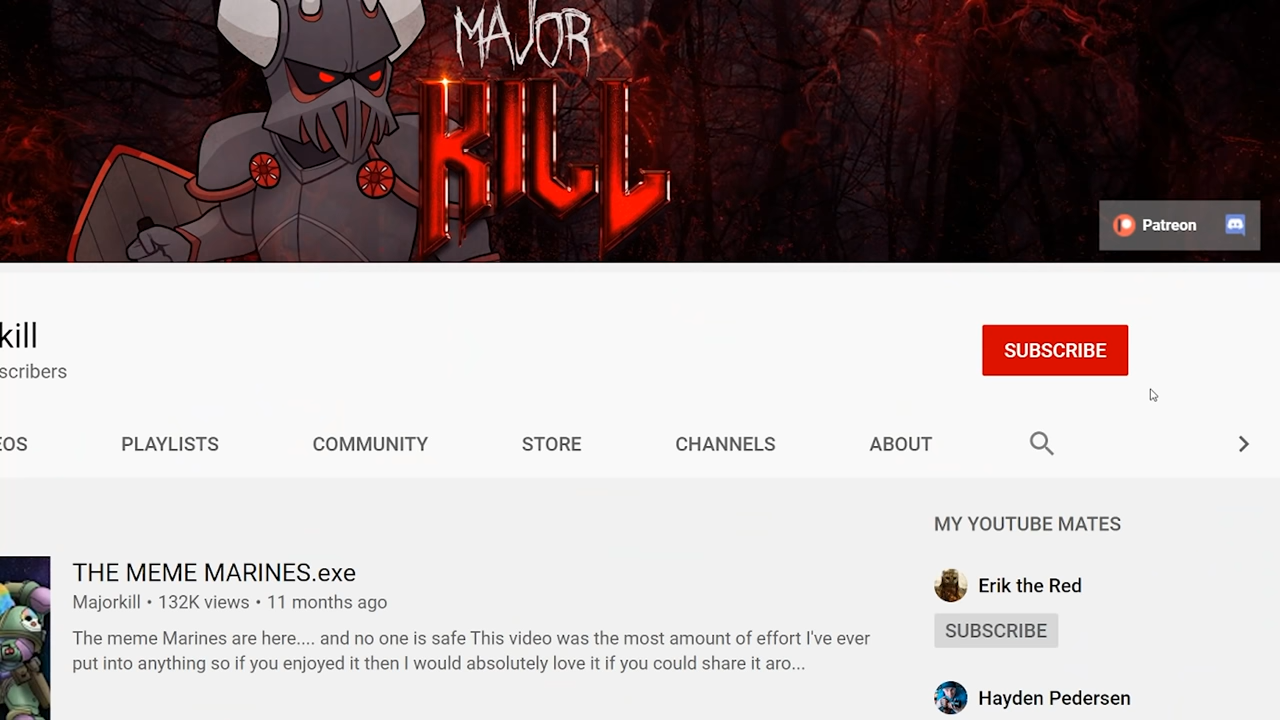 MAJOR
KILL
Patreon
kill
scribers
SUBSCRIBE
EOS
PLAYLISTS
COMMUNITY
STORE
CHANNELS
ABOUT
MY YOUTUBE MATES
THE MEME MARINES.exe
Majorkill • 132K views • 11 months ago
The meme Marines are here.... and no one is safe This video was the most amount of effort I've ever
put into anything so if you enjoyed it then I would absolutely love it if you could share it aro...
Erik the Red
SUBSCRIBE
Hayden Pedersen